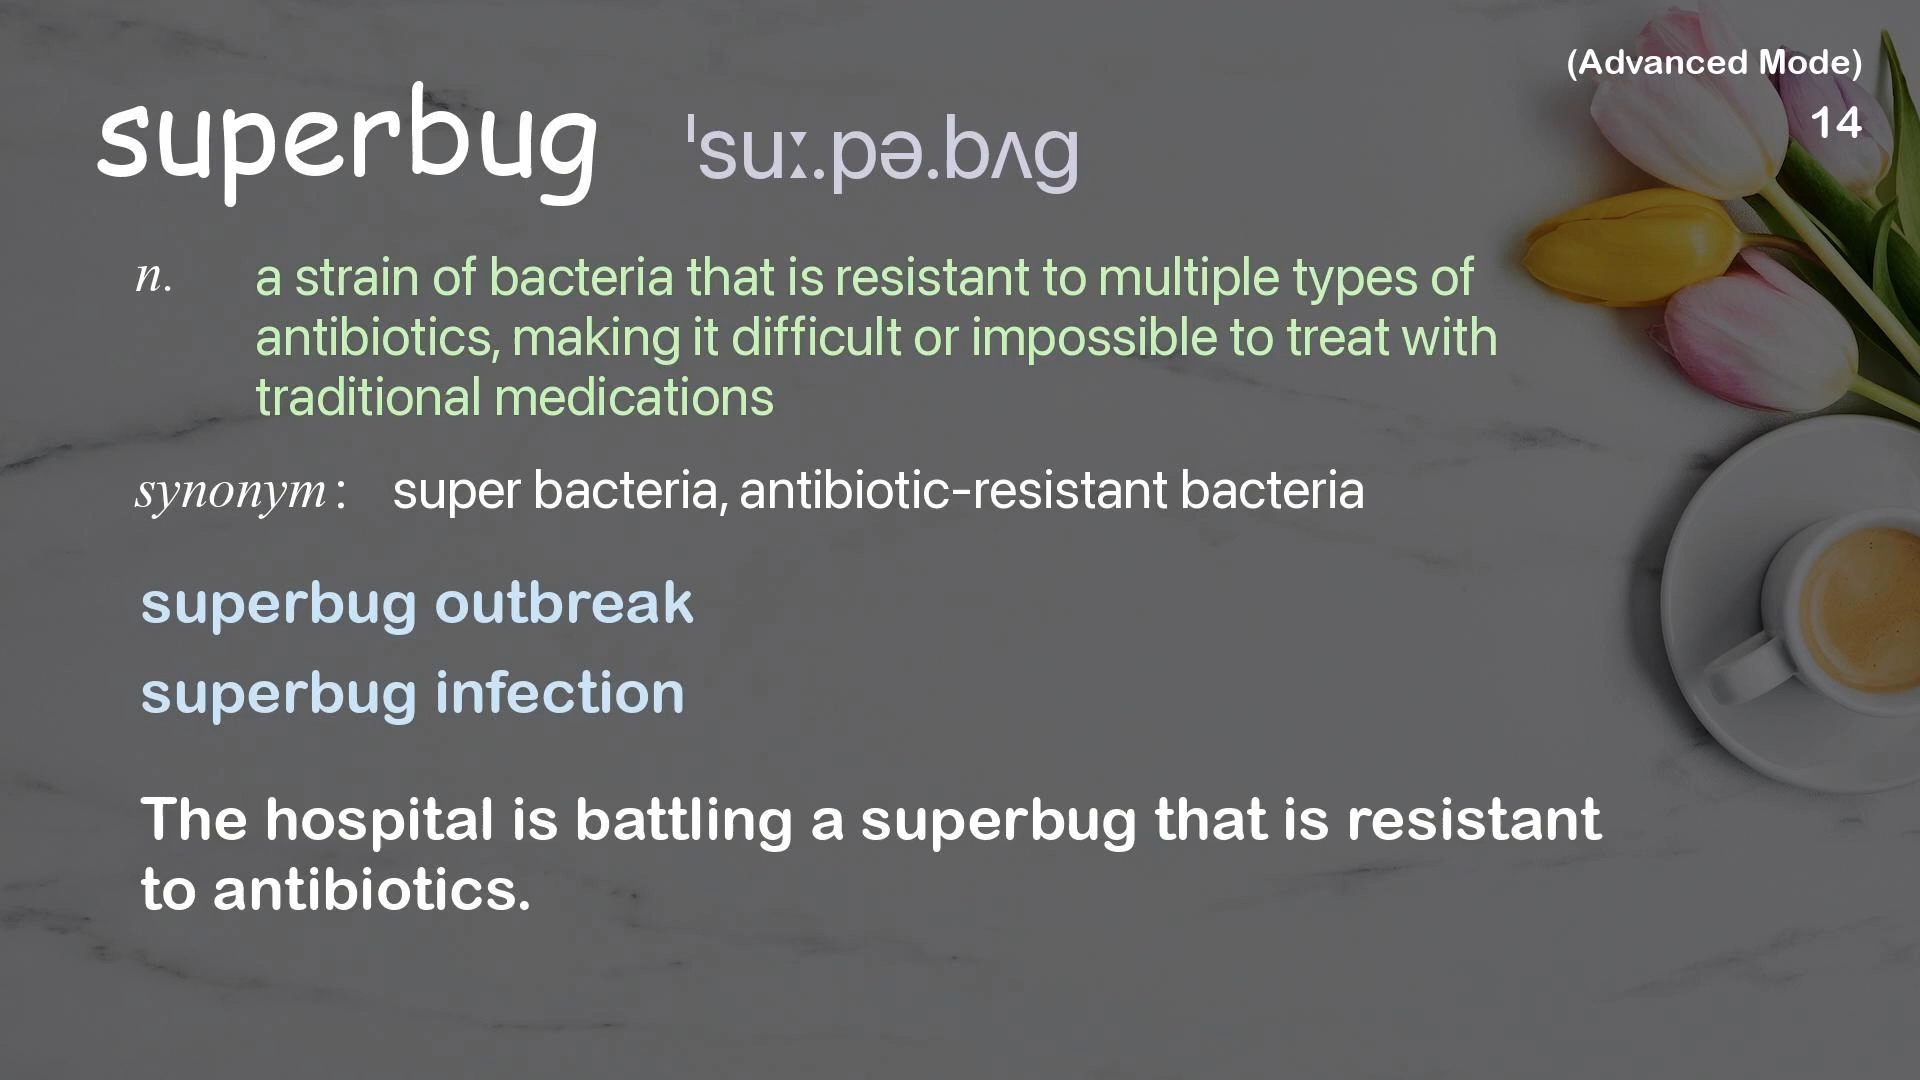 (Advanced Mode)
14
superbug ˈsuː.pə.bʌg
n. a strain of bacteria that is resistant to multiple types of
antibiotics, making it difficult or impossible to treat with
traditional medications
synonym: super bacteria, antibiotic-resistant bacteria
superbug outbreak
superbug infection
The hospital is battling a superbug that is resistant
to antibiotics.